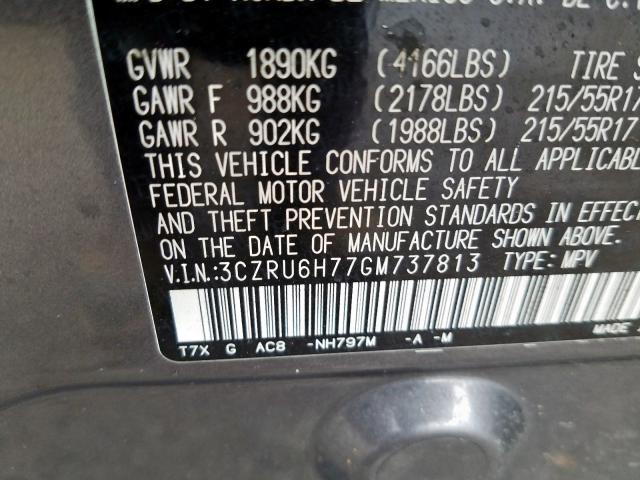 GVWR 1890KG (4166LBS) TIRE S
GAWR F 988KG (2178LBS) 215/55R17
GAWR R 902KG (1988LBS) 215/55R17
THIS VEHICLE CONFORMS TO ALL APPLICABL
FEDERAL MOTOR VEHICLE SAFETY
AND THEFT PREVENTION STANDARDS IN EFFEC
ON THE DATE OF MANUFACTURE SHOWN ABOVE.
V.I.N.:3CZRU6H77GM737813 TYPE: MPV
MADE
T7X G AC8 -NH797M -A -M